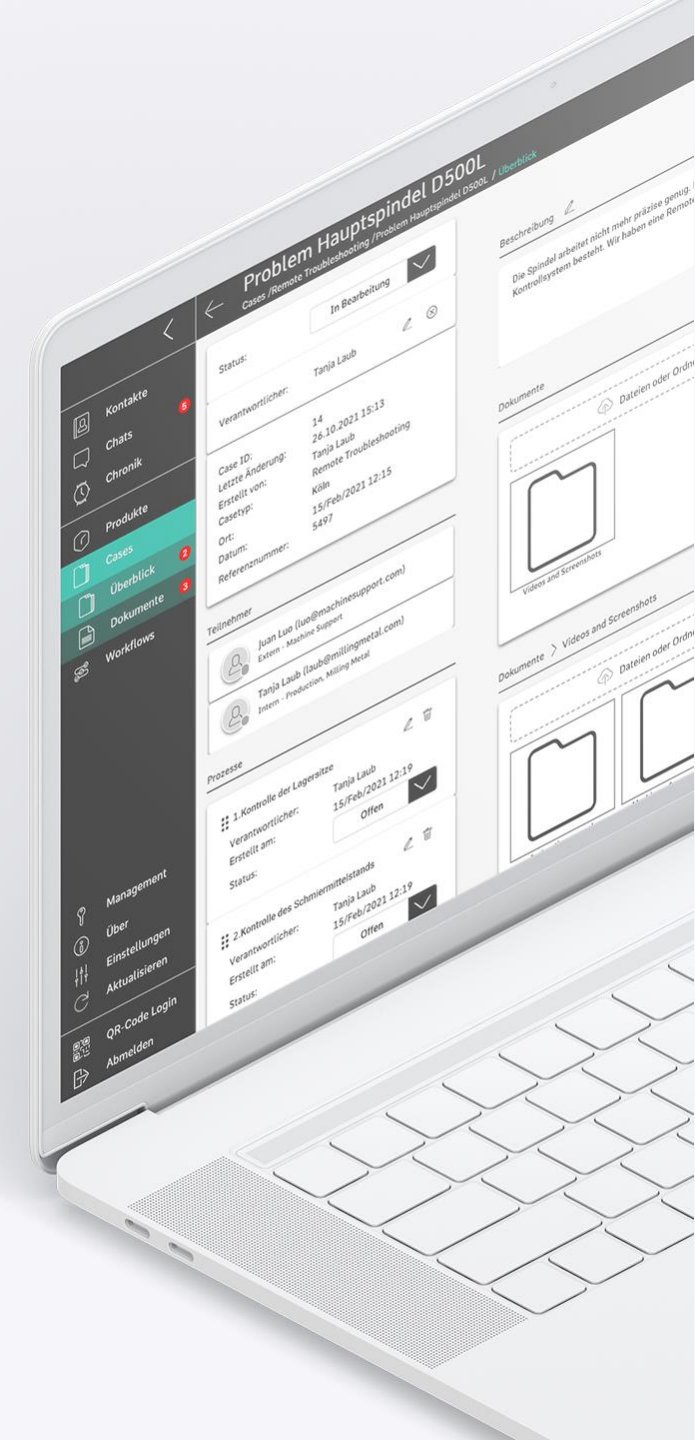 Problem Hauptspindel D500L
Cases /Remote Troubleshooting /Problem Hauptspindel D500L / Überblick
Kontakte
5
Chats
Chronik
Produkte
Cases
Überblick
2
Dokumente
3
Workflows
Management
Über
Einstellungen
Aktualisieren
QR-Code Login
Abmelden
Status: In Bearbeitung
Verantwortlicher: Tanja Laub
Case ID: 14
Letzte Änderung: 26.10.2021 15:13
Erstellt von: Tanja Laub
Casetyp: Remote Troubleshooting
Ort: Köln
Datum: 15/Feb/2021 12:15
Referenznummer: 5497
Teilnehmer
Juan Luo (luo@machinesupport.com)
Extern - Machine Support
Tanja Laub (laub@millingmetal.com)
Intern - Production, Milling Metal
Prozesse
1.Kontrolle der Lagersitze
Verantwortlicher: Tanja Laub
Erstellt am: 15/Feb/2021 12:19
Status: Offen
2.Kontrolle des Schmiermittelstands
Verantwortlicher: Tanja Laub
Erstellt am: 15/Feb/2021 12:19
Status: Offen
Beschreibung
Die Spindel arbeitet nicht mehr präzise genug.
Kontrollsystem besteht. Wir haben eine Remote
Dokumente
Dateien oder Ordne
Videos and Screenshots
Dokumente > Videos and Screenshots
Dateien oder Ordne